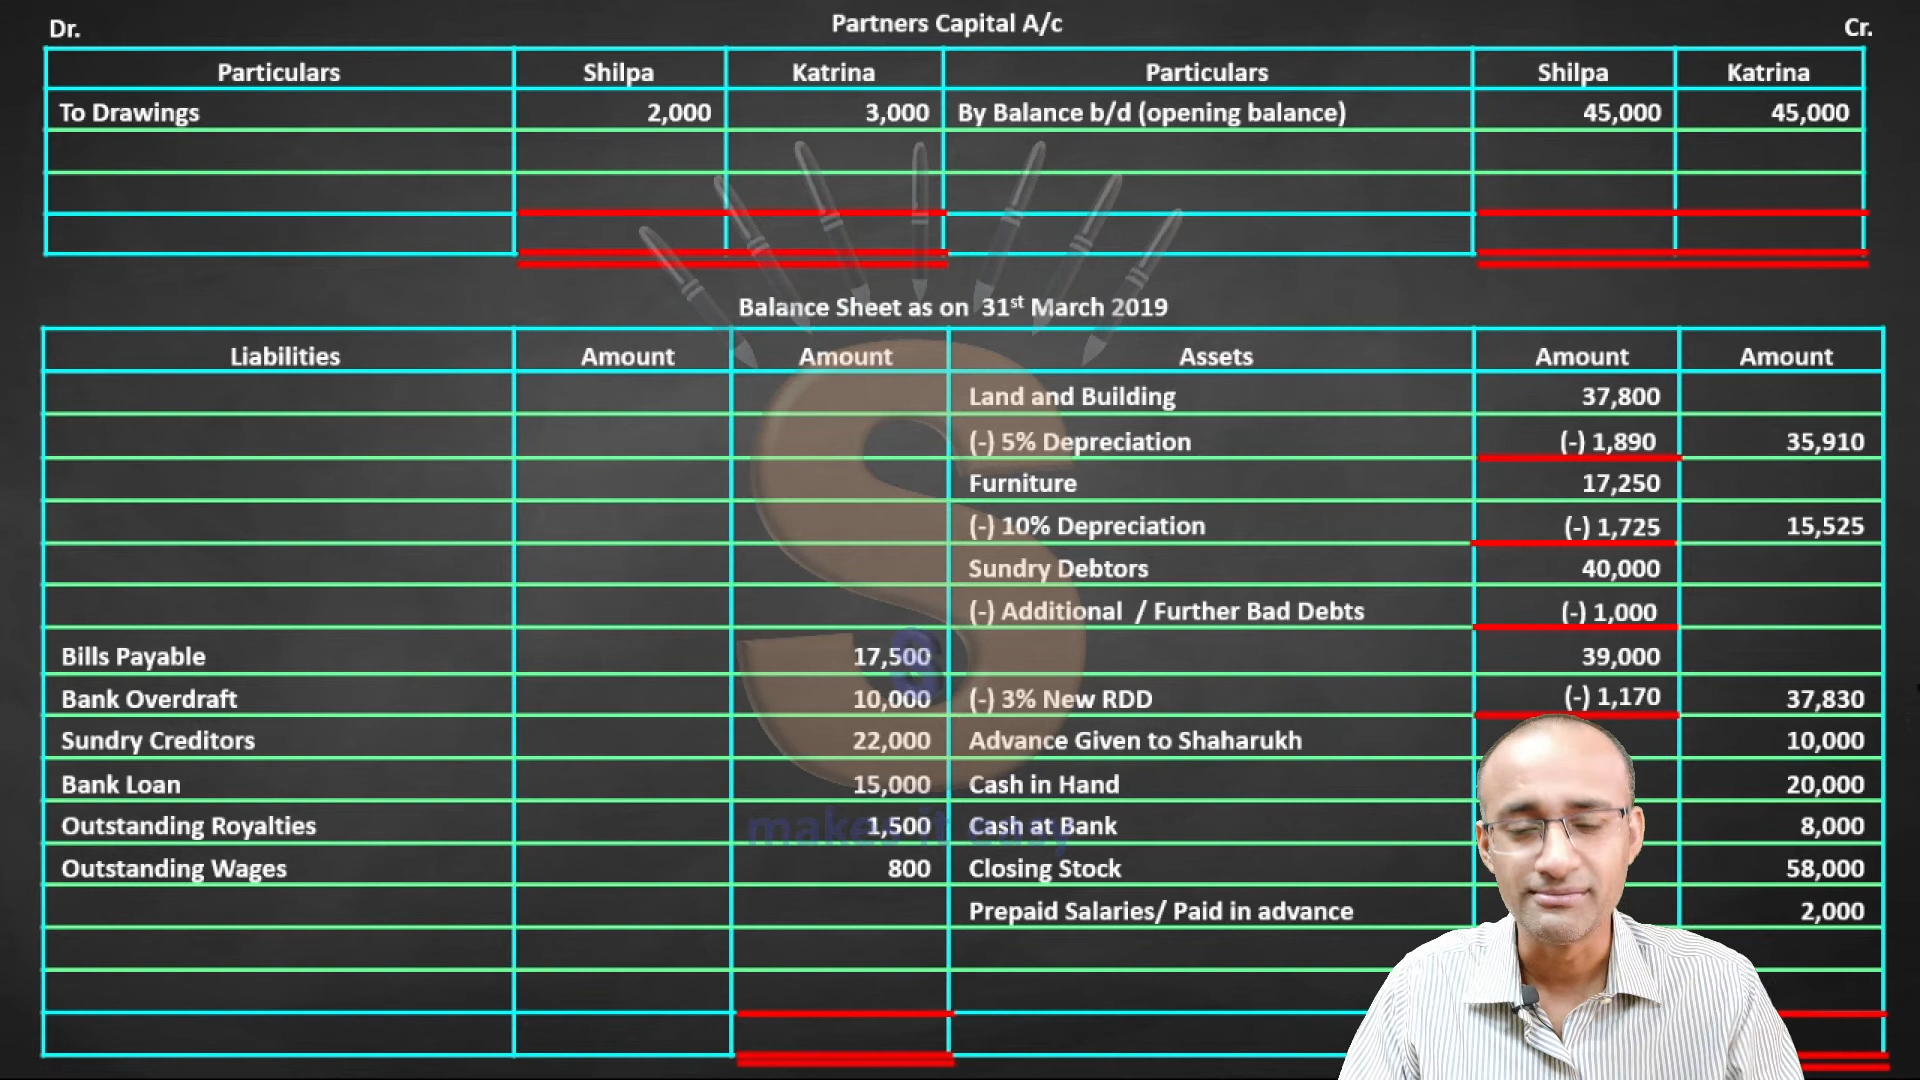 Dr. Partners Capital A/c Cr.
Particulars Shilpa Katrina Particulars Shilpa Katrina
To Drawings 2,000 3,000 By Balance b/d (opening balance) 45,000 45,000
Balance Sheet as on 31st March 2019
Liabilities Amount Amount Assets Amount Amount
Land and Building 37,800
(-) 5% Depreciation (-) 1,890 35,910
Furniture 17,250
(-) 10% Depreciation (-) 1,725 15,525
Sundry Debtors 40,000
(-) Additional / Further Bad Debts (-) 1,000
Bills Payable 17,500 39,000
Bank Overdraft 10,000 (-) 3% New RDD (-) 1,170 37,830
Sundry Creditors 22,000 Advance Given to Shaharukh 10,000
Bank Loan 15,000 Cash in Hand 20,000
Outstanding Royalties 1,500 Cash at Bank 8,000
Outstanding Wages 800 Closing Stock 58,000
Prepaid Salaries/ Paid in advance 2,000
makes it easy